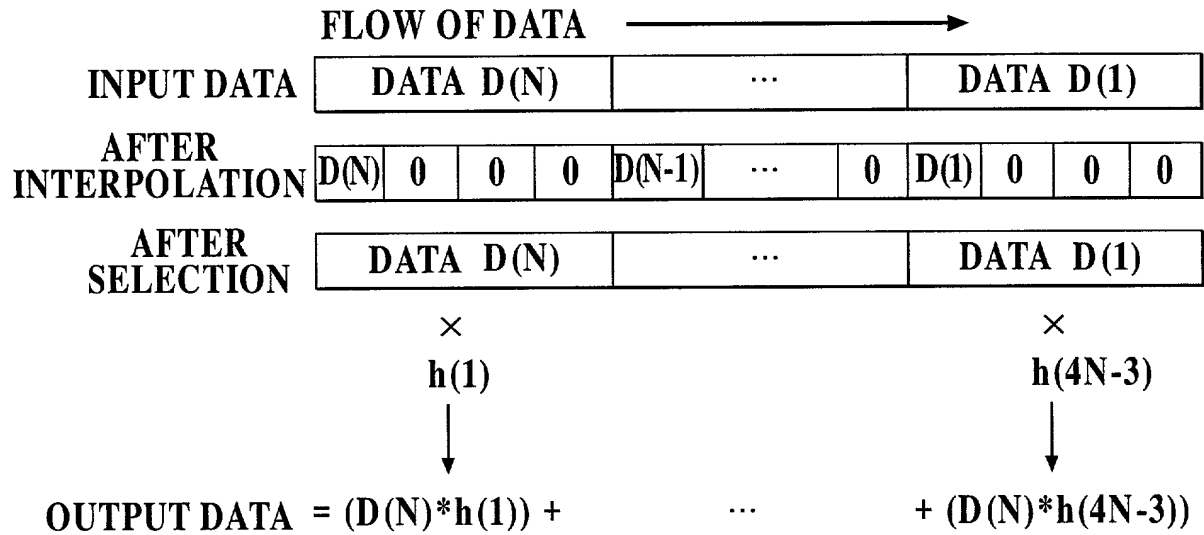 FLOW OF DATA
INPUT DATA DATA D(N) ... DATA D(1)
AFTER INTERPOLATION D(N) 0 0 0 D(N-1) ... 0 D(1) 0 0 0
AFTER SELECTION DATA D(N) ... DATA D(1)
× ×
h(1) h(4N-3)
OUTPUT DATA = (D(N)*h(1)) + ... + (D(N)*h(4N-3))